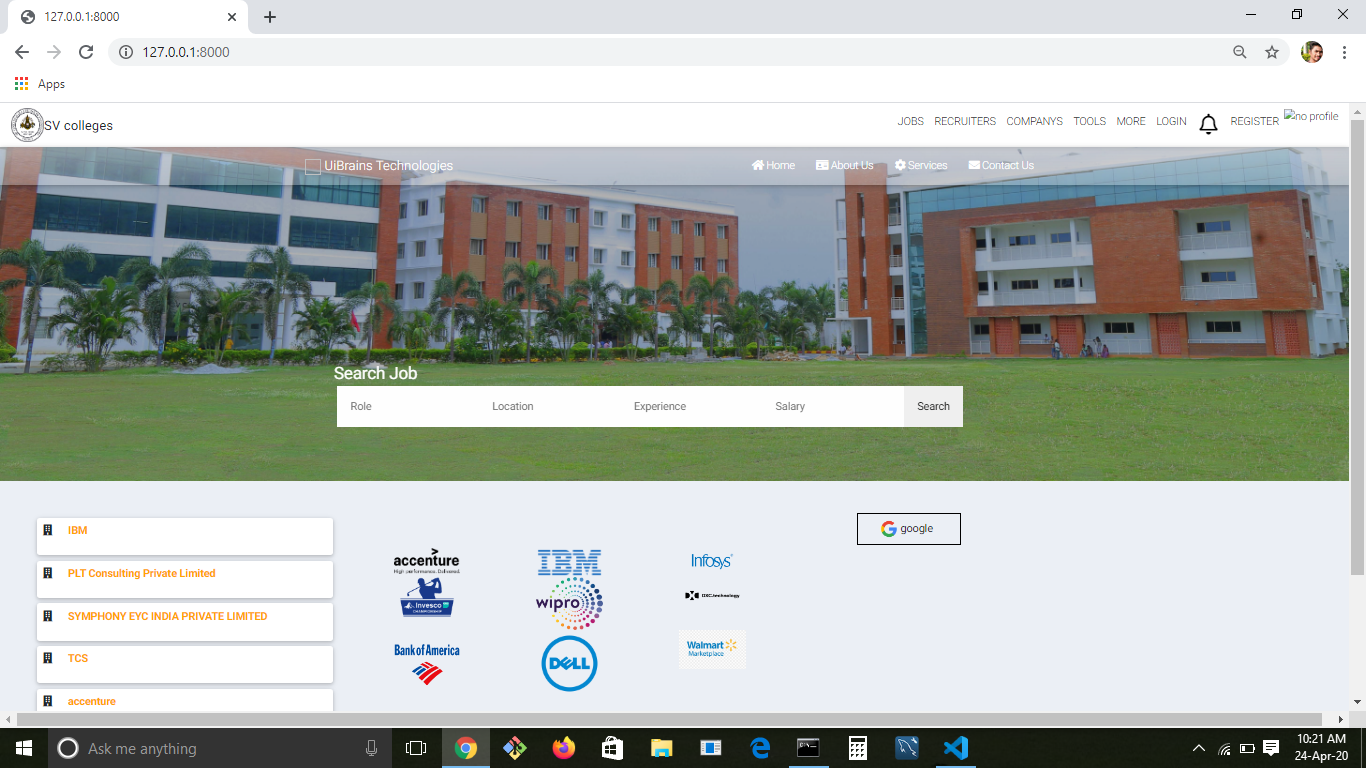 127.0.0.1:8000
127.0.0.1:8000
Apps
SV colleges
JOBS RECRUITERS COMPANYS TOOLS MORE LOGIN REGISTER no profile
UiBrains Technologies Home About Us Services Contact Us
Search Job
Role Location Experience Salary Search
google
IBM
PLT Consulting Private Limited
SYMPHONY EYC INDIA PRIVATE LIMITED
TCS
accenture
accenture
High performance. Delivered.
IBM
Infosys
Invesco
wipro
DXC.technology
Bank of America
DELL
Walmart
Marketplace
Ask me anything
10:21 AM
24-Apr-20